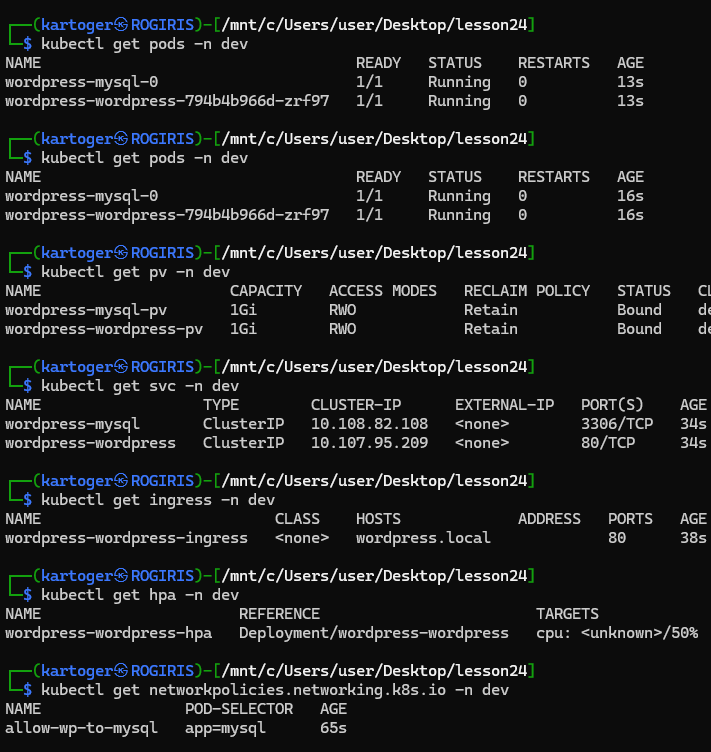 ┌──(kartoger㉿ROGIRIS)-[/mnt/c/Users/user/Desktop/lesson24]
└─$ kubectl get pods -n dev
NAME                                   READY   STATUS    RESTARTS   AGE
wordpress-mysql-0                      1/1     Running   0          13s
wordpress-wordpress-794b4b966d-zrf97   1/1     Running   0          13s
┌──(kartoger㉿ROGIRIS)-[/mnt/c/Users/user/Desktop/lesson24]
└─$ kubectl get pods -n dev
NAME                                   READY   STATUS    RESTARTS   AGE
wordpress-mysql-0                      1/1     Running   0          16s
wordpress-wordpress-794b4b966d-zrf97   1/1     Running   0          16s
┌──(kartoger㉿ROGIRIS)-[/mnt/c/Users/user/Desktop/lesson24]
└─$ kubectl get pv -n dev
NAME                     CAPACITY   ACCESS MODES   RECLAIM POLICY   STATUS   CL
wordpress-mysql-pv       1Gi        RWO            Retain           Bound    de
wordpress-wordpress-pv   1Gi        RWO            Retain           Bound    de
┌──(kartoger㉿ROGIRIS)-[/mnt/c/Users/user/Desktop/lesson24]
└─$ kubectl get svc -n dev
NAME                  TYPE        CLUSTER-IP      EXTERNAL-IP   PORT(S)    AGE
wordpress-mysql       ClusterIP   10.108.82.108   <none>        3306/TCP   34s
wordpress-wordpress   ClusterIP   10.107.95.209   <none>        80/TCP     34s
┌──(kartoger㉿ROGIRIS)-[/mnt/c/Users/user/Desktop/lesson24]
└─$ kubectl get ingress -n dev
NAME                          CLASS    HOSTS             ADDRESS   PORTS   AGE
wordpress-wordpress-ingress   <none>   wordpress.local             80      38s
┌──(kartoger㉿ROGIRIS)-[/mnt/c/Users/user/Desktop/lesson24]
└─$ kubectl get hpa -n dev
NAME                      REFERENCE                        TARGETS
wordpress-wordpress-hpa   Deployment/wordpress-wordpress   cpu: <unknown>/50%
┌──(kartoger㉿ROGIRIS)-[/mnt/c/Users/user/Desktop/lesson24]
└─$ kubectl get networkpolicies.networking.k8s.io -n dev
NAME                POD-SELECTOR   AGE
allow-wp-to-mysql   app=mysql      65s